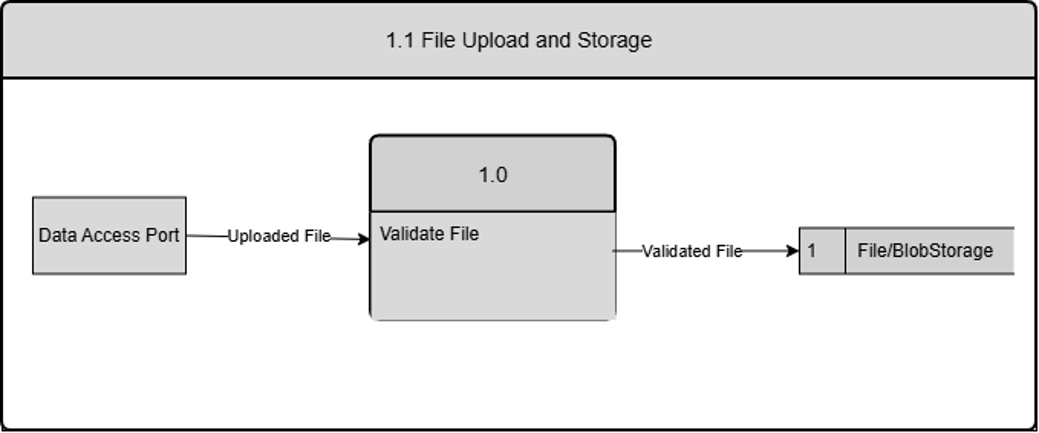 1.1 File Upload and Storage
1.0
Data Access Port
Uploaded File
Validate File
Validated File
1
File/BlobStorage